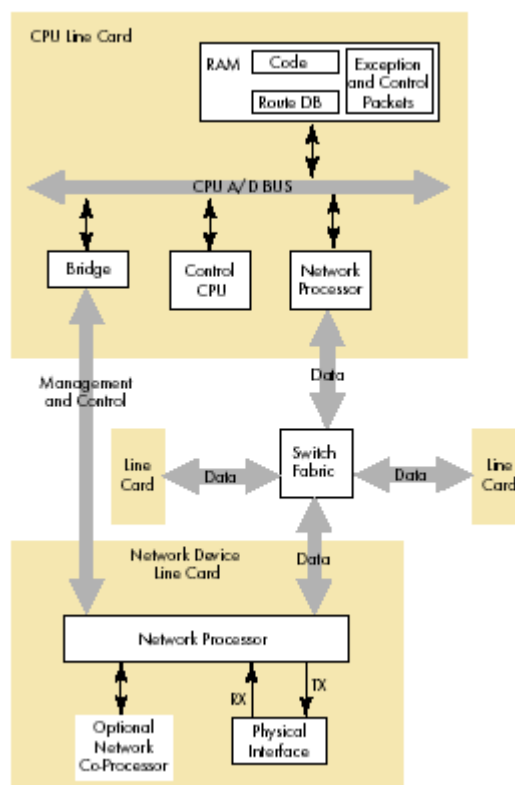 CPU Line Card
RAM
Code
Route DB
Exception
and Control
Packets
CPU A/D BUS
Bridge
Control
CPU
Network
Processor
Management
and Control
Data
Line
Card
Data
Switch
Fabric
Data
Line
Card
Network Device
Line Card
Data
Network Processor
RX
TX
Optional
Network
Co-Processor
Physical
Interface